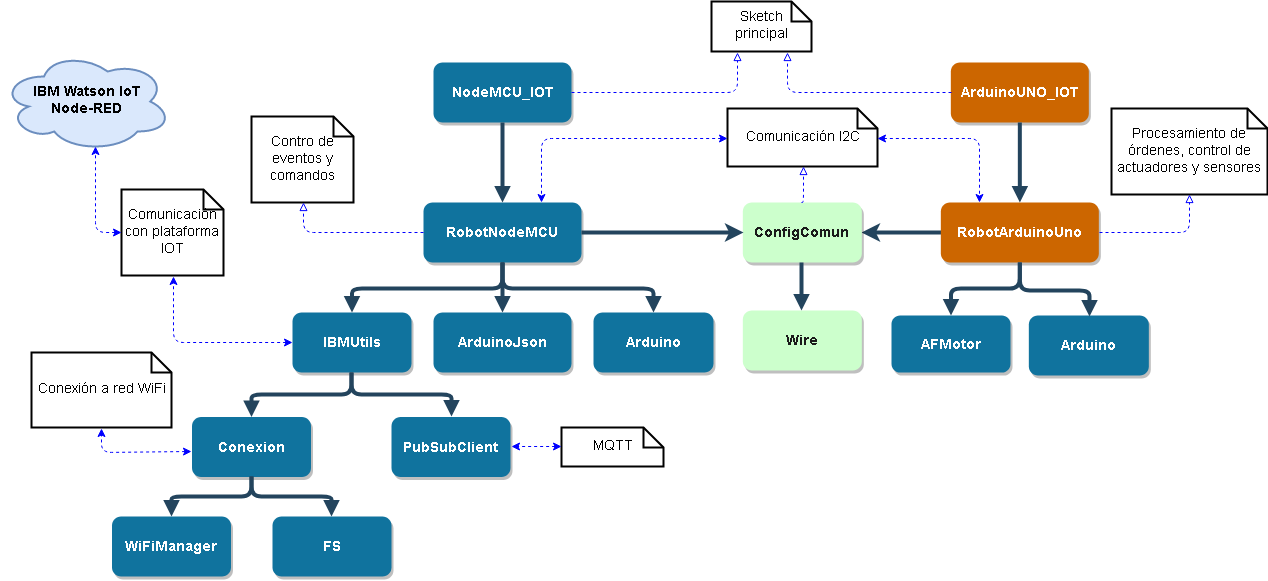 Sketch
principal
IBM Watson IoT
Node-RED
NodeMCU_IOT
ArduinoUNO_IOT
Contro de
eventos y
comandos
Comunicación I2C
Procesamiento de
órdenes, control de
actuadores y sensores
Comunicación
con plataforma
IOT
RobotNodeMCU
ConfigComun
RobotArduinoUno
IBMUtils
ArduinoJson
Arduino
Wire
AFMotor
Arduino
Conexión a red WiFi
Conexion
PubSubClient
MQTT
WiFiManager
FS